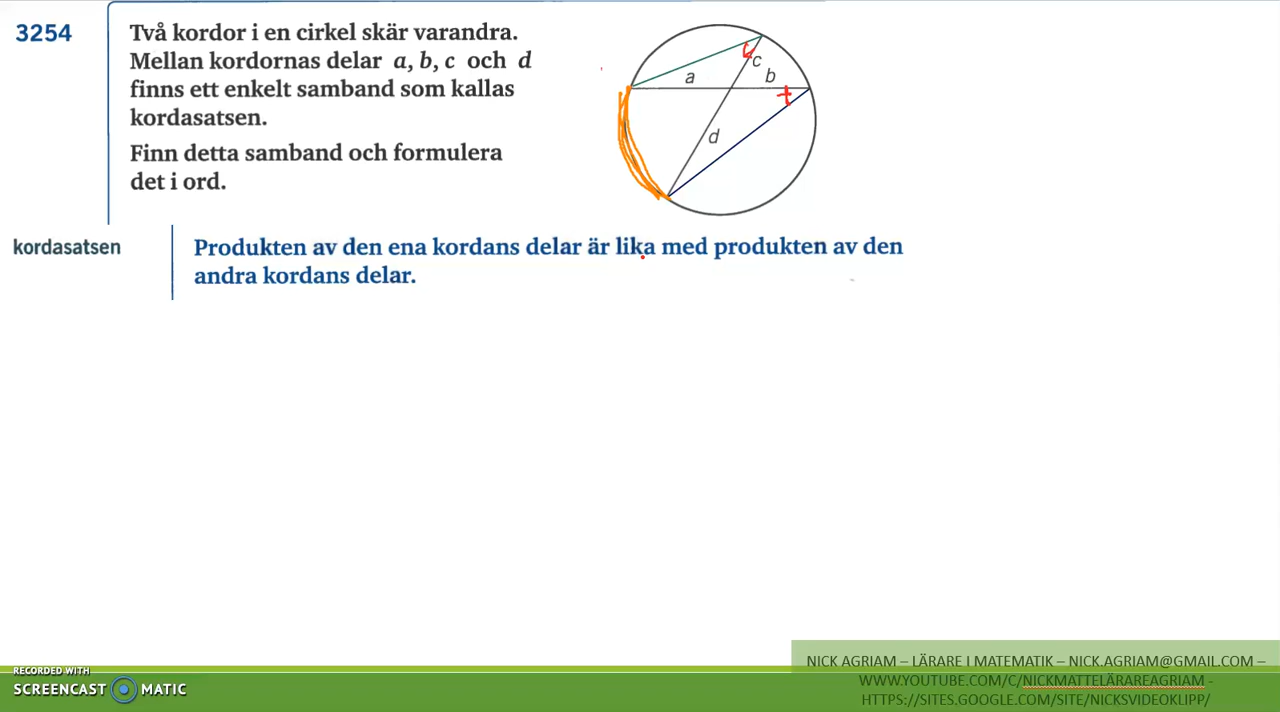 3254
Två kordor i en cirkel skär varandra.
Mellan kordornas delar a, b, c och d
finns ett enkelt samband som kallas
kordasatsen.
Finn detta samband och formulera
det i ord.
c
a
b
d
kordasatsen
Produkten av den ena kordans delar är lika med produkten av den
andra kordans delar.
NICK AGRIAM – LÄRARE I MATEMATIK – NICK.AGRIAM@GMAIL.COM –
WWW.YOUTUBE.COM/C/NICKMATTELÄRAREAGRIAM -
HTTPS://SITES.GOOGLE.COM/SITE/NICKSVIDEOKLIPP/
RECORDED WITH
SCREENCAST MATIC